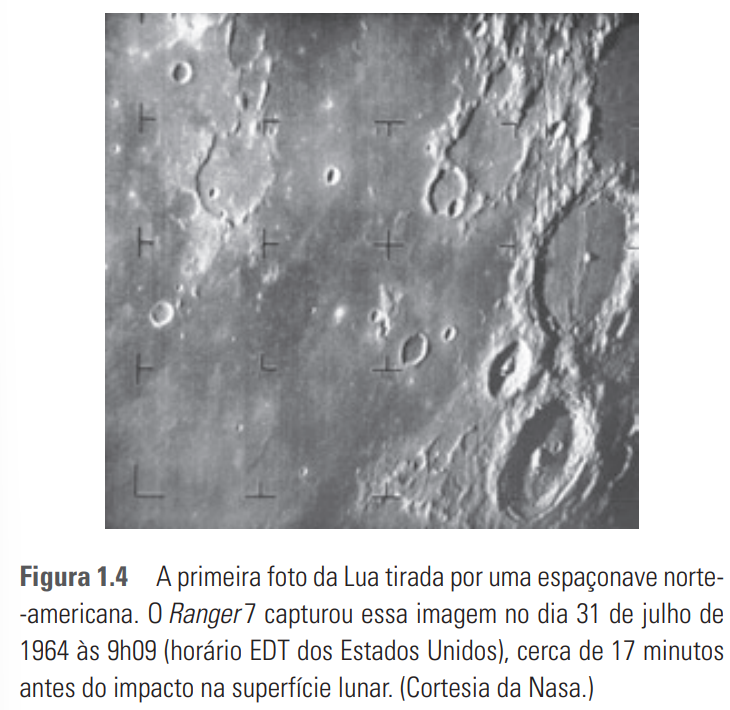 Figura 1.4 A primeira foto da Lua tirada por uma espaçonave norte-
-americana. O Ranger 7 capturou essa imagem no dia 31 de julho de
1964 às 9h09 (horário EDT dos Estados Unidos), cerca de 17 minutos
antes do impacto na superfície lunar. (Cortesia da Nasa.)